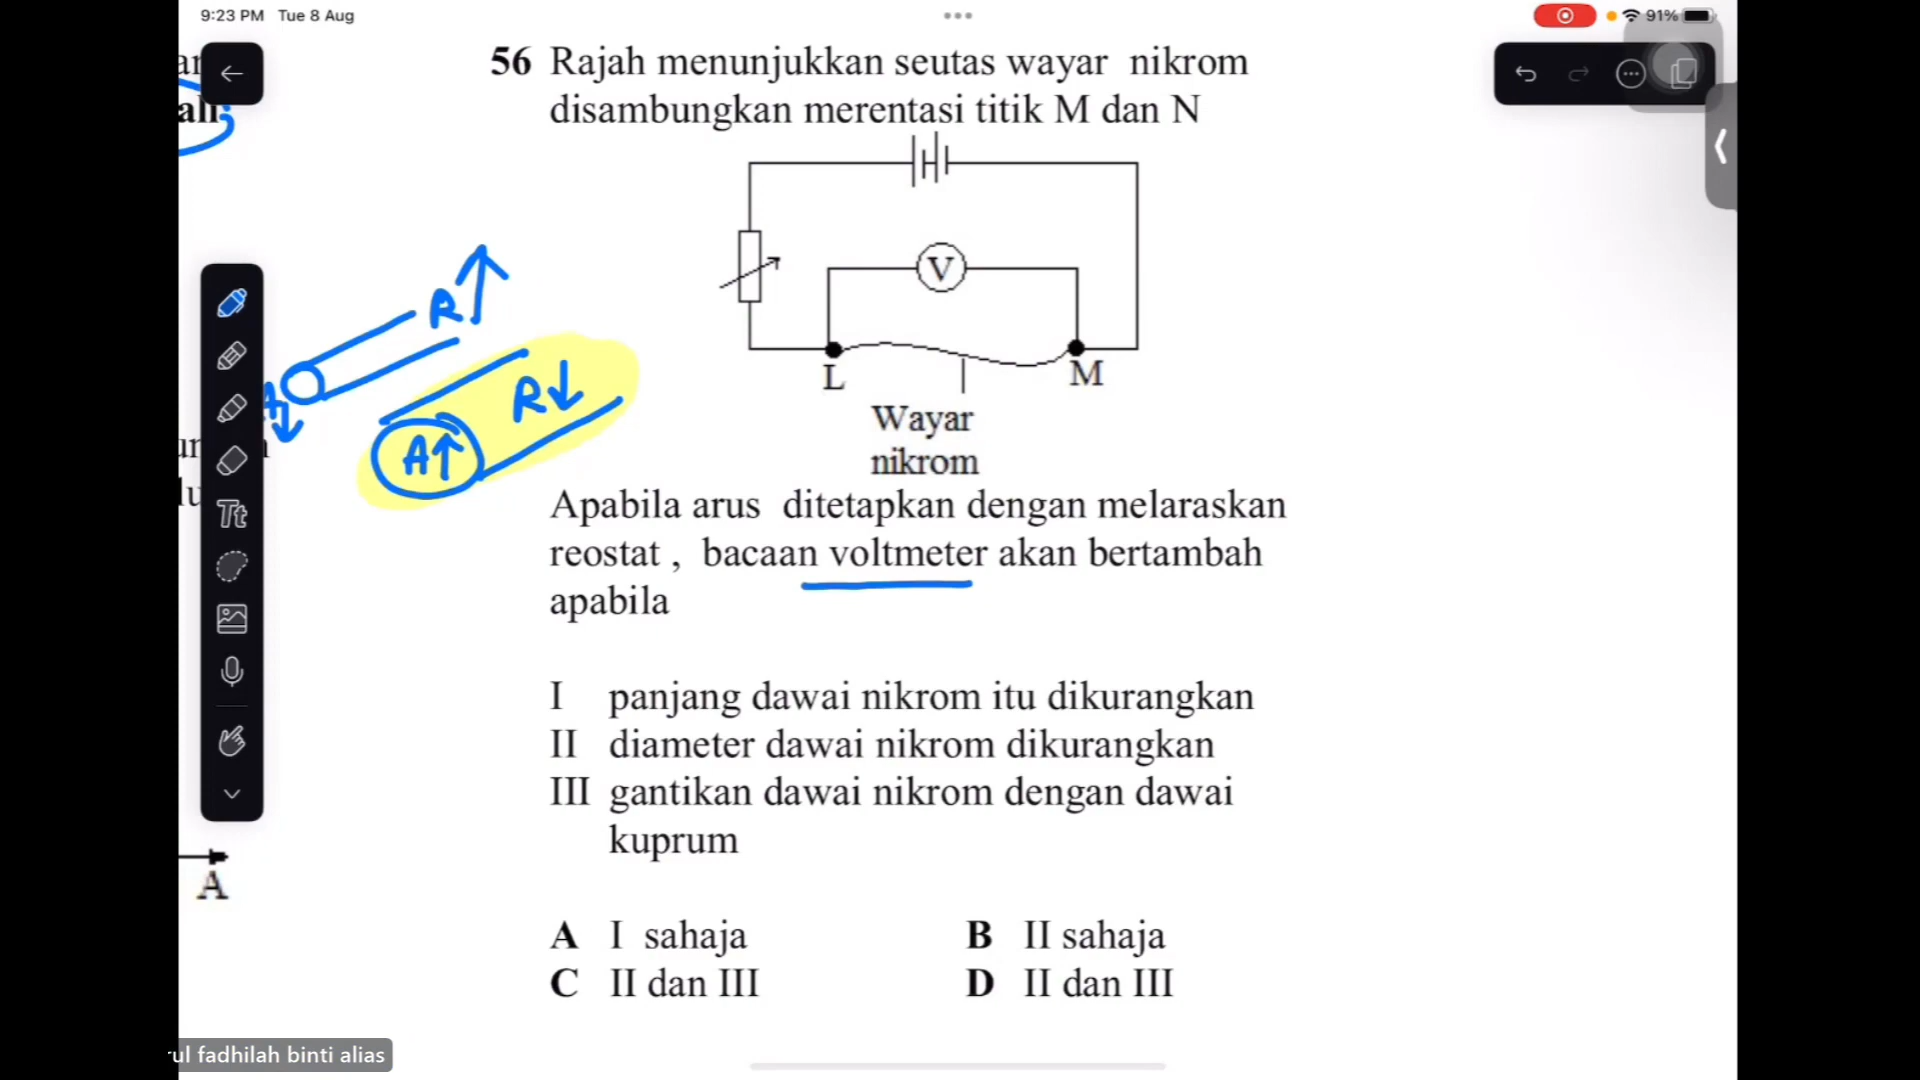 9:23 PM Tue 8 Aug
91%
56 Rajah menunjukkan seutas wayar nikrom
disambungkan merentasi titik M dan N
V
L
M
Wayar
nikrom
R↑
A↓
R↓
A↑
Apabila arus ditetapkan dengan melaraskan
reostat , bacaan voltmeter akan bertambah
apabila
I panjang dawai nikrom itu dikurangkan
II diameter dawai nikrom dikurangkan
III gantikan dawai nikrom dengan dawai
kuprum
A I sahaja B II sahaja
C II dan III D II dan III
Tt
A
fadhilah binti alias